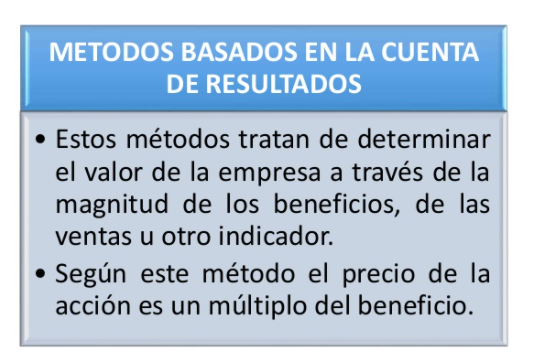 METODOS BASADOS EN LA CUENTA
DE RESULTADOS
• Estos métodos tratan de determinar
el valor de la empresa a través de la
magnitud de los beneficios, de las
ventas u otro indicador.
• Según este método el precio de la
acción es un múltiplo del beneficio.